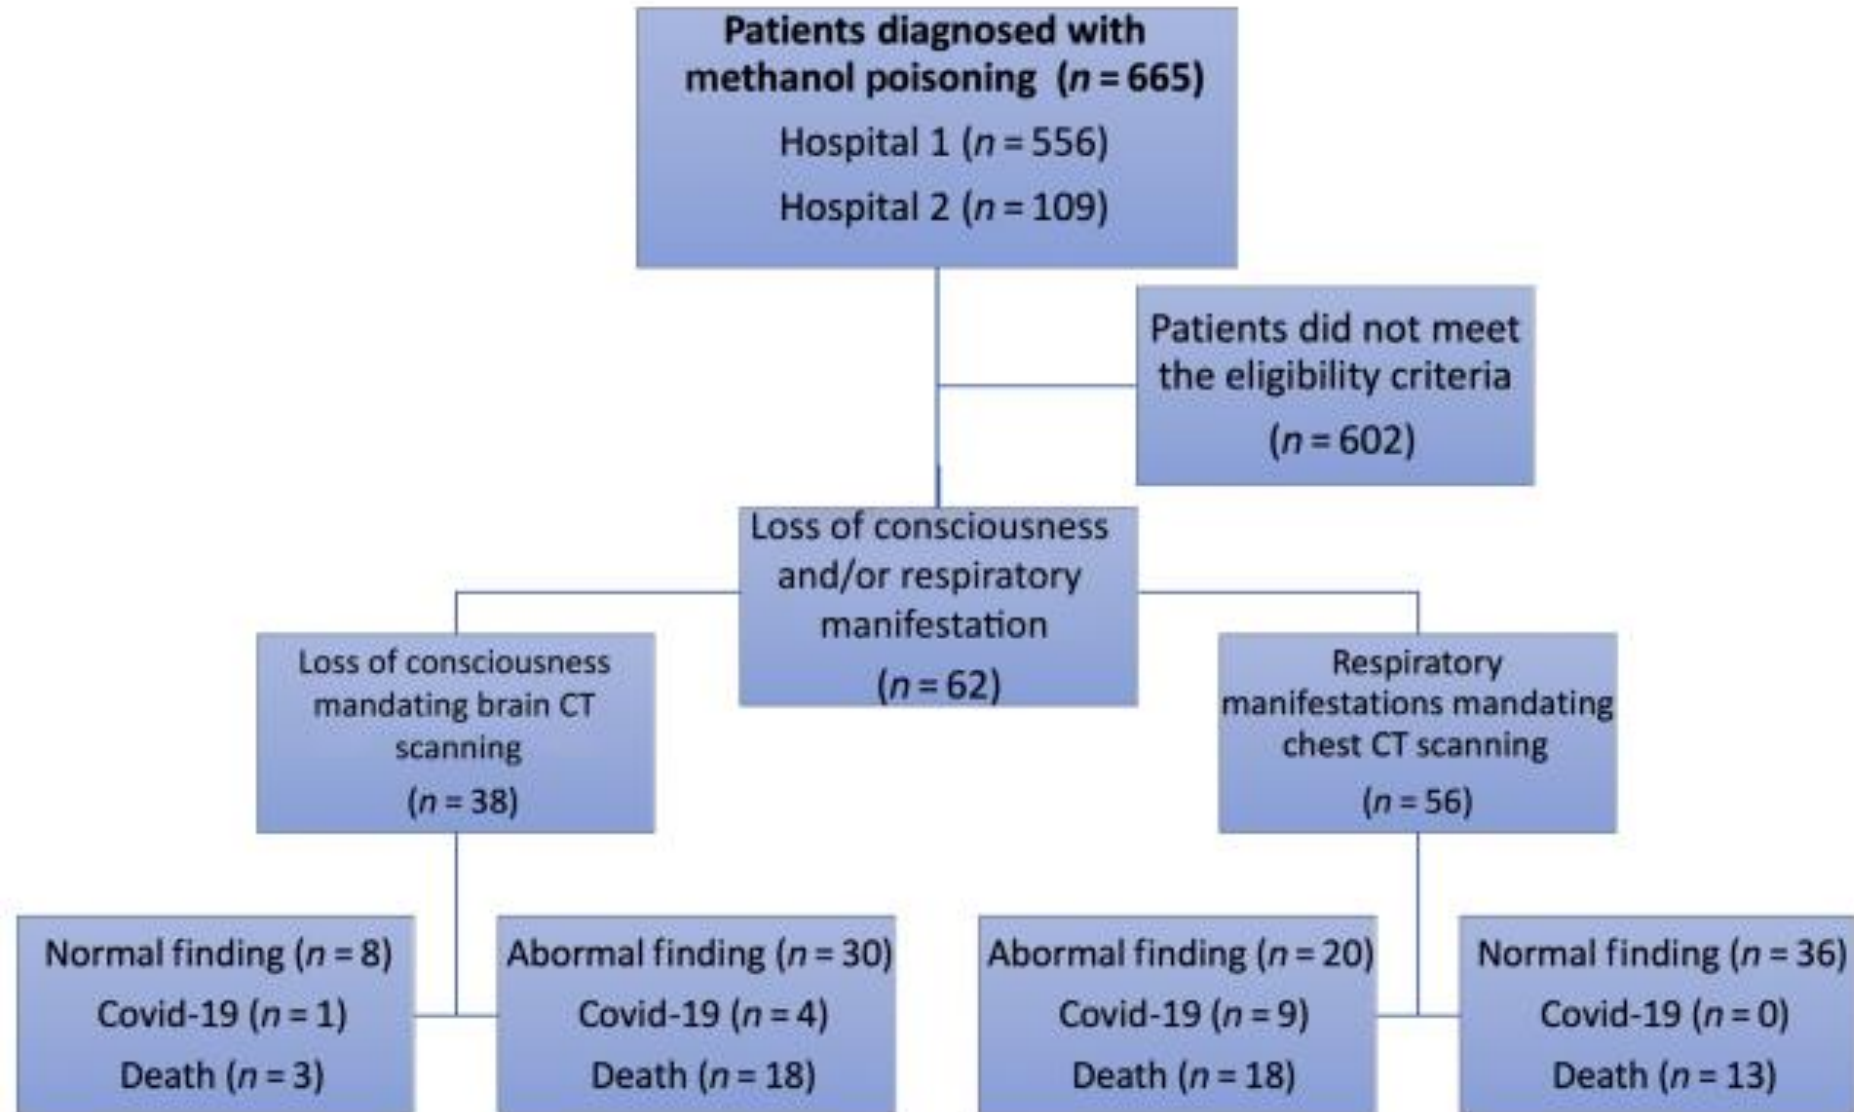 Patients diagnosed with
methanol poisoning (n = 665)
Hospital 1 (n = 556)
Hospital 2 (n = 109)
Patients did not meet
the eligibility criteria
(n = 602)
Loss of consciousness
and/or respiratory
manifestation
(n = 62)
Loss of consciousness
mandating brain CT
scanning
(n = 38)
Respiratory
manifestations mandating
chest CT scanning
(n = 56)
Normal finding (n = 8)
Covid-19 (n = 1)
Death (n = 3)
Abormal finding (n = 30)
Covid-19 (n = 4)
Death (n = 18)
Abormal finding (n = 20)
Covid-19 (n = 9)
Death (n = 18)
Normal finding (n = 36)
Covid-19 (n = 0)
Death (n = 13)